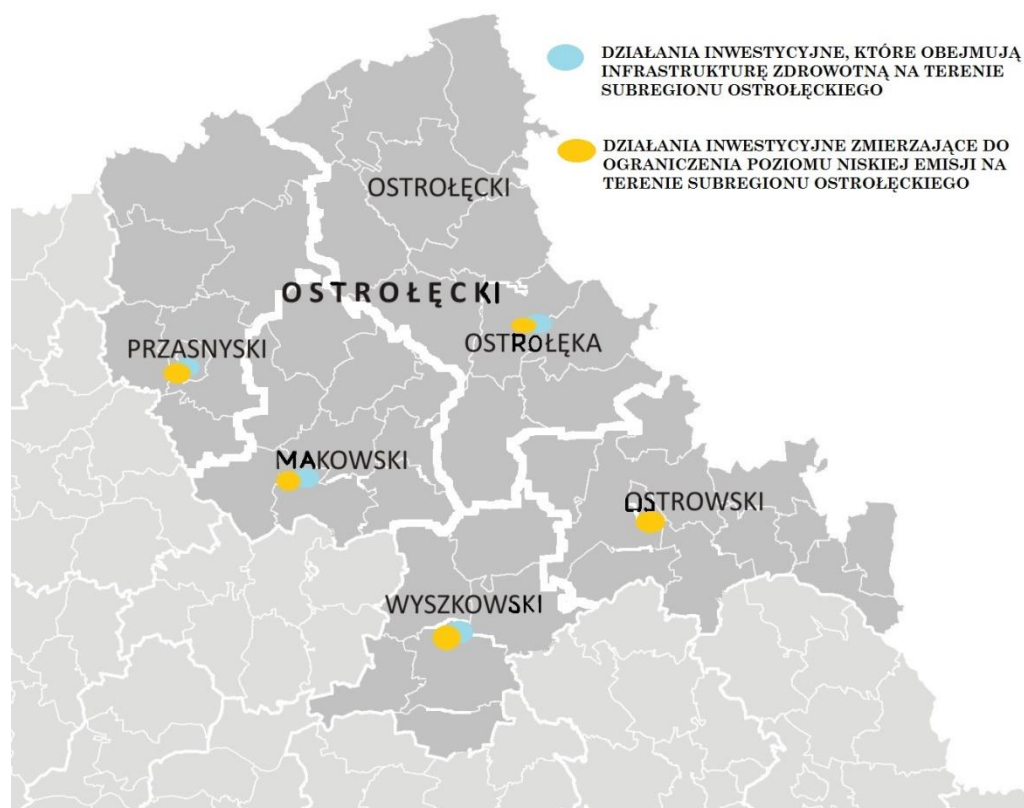 DZIAŁANIA INWESTYCYJNE, KTÓRE OBEJMUJĄ
INFRASTRUKTURĘ ZDROWOTNĄ NA TERENIE
SUBREGIONU OSTROŁĘCKIEGO
DZIAŁANIA INWESTYCYJNE ZMIERZAJĄCE DO
OGRANICZENIA POZIOMU NISKIEJ EMISJI NA
TERENIE SUBREGIONU OSTROŁĘCKIEGO
OSTROŁĘCKI
OSTROŁĘCKI
PRZASNYSKI
OSTROŁĘKA
MAKOWSKI
OSTROWSKI
WYSZKOWSKI